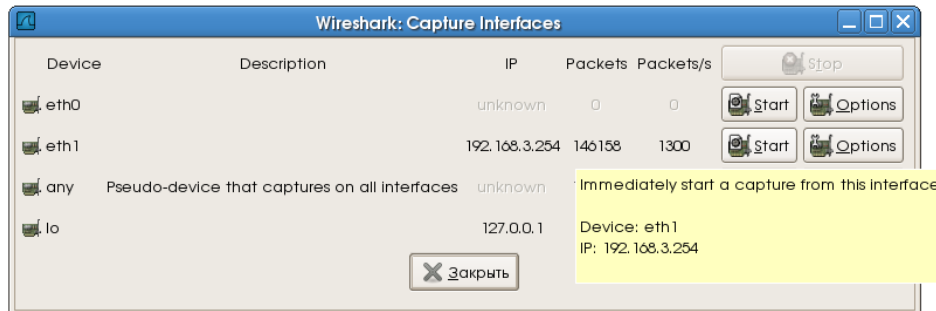 Wireshark: Capture Interfaces
Device Description IP Packets Packets/s Stop
eth0 unknown 0 0 Start Options
eth1 192.168.3.254 146158 1300 Start Options
any Pseudo-device that captures on all interfaces unknown
Immediately start a capture from this interface
lo 127.0.0.1
Device: eth1
IP: 192.168.3.254
Закрыть